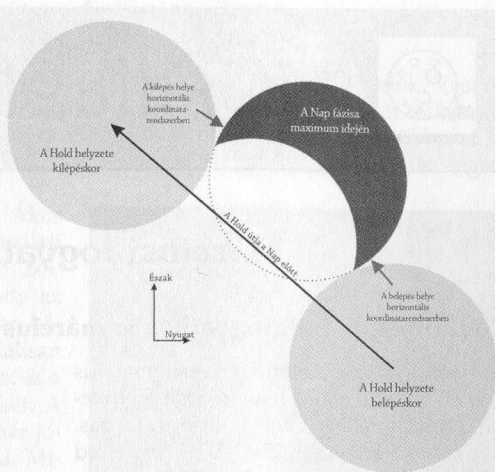 A kilépés helye
horizontális
koordináta-
rendszerben
A Nap fázisa
maximum idején
A Hold helyzete
kilépéskor
A Hold útja a Nap előtt
Észak
Nyugat
A belépés helye
horizontális
koordinátarendszerben
A Hold helyzete
belépéskor